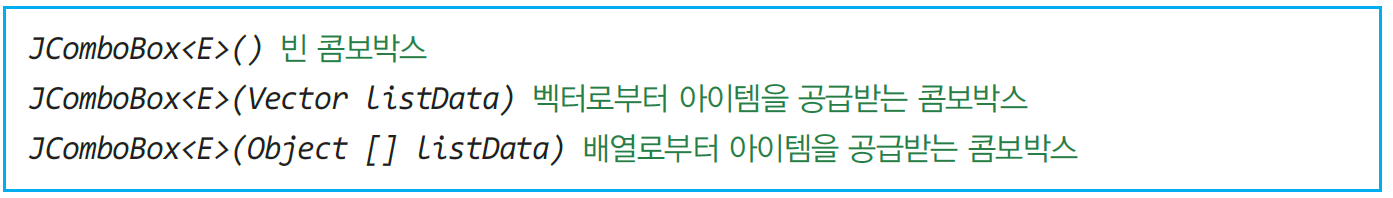 JComboBox<E>() 빈 콤보박스
JComboBox<E>(Vector listData) 벡터로부터 아이템을 공급받는 콤보박스
JComboBox<E>(Object [] listData) 배열로부터 아이템을 공급받는 콤보박스